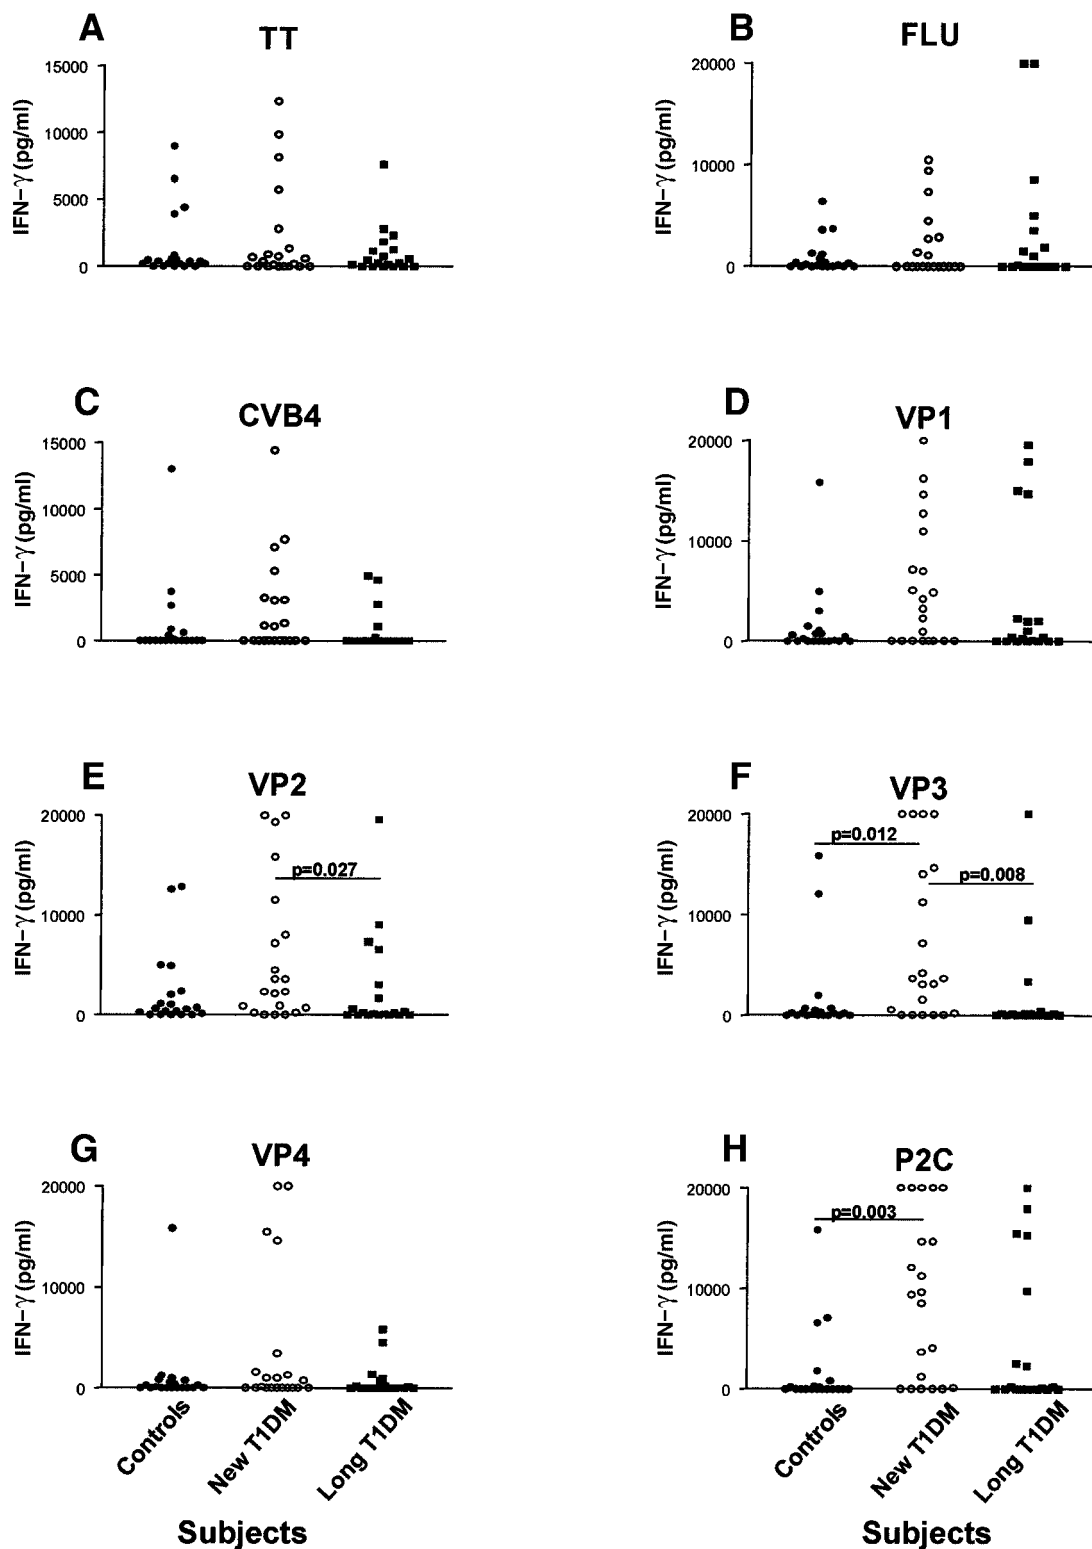 A
TT
15000
10000
5000
0
IFN−γ (pg/ml)
B
FLU
20000
10000
0
IFN−γ (pg/ml)
C
CVB4
15000
10000
5000
0
IFN−γ (pg/ml)
D
VP1
20000
10000
0
IFN−γ (pg/ml)
E
VP2
20000
10000
0
IFN−γ (pg/ml)
p=0.027
F
VP3
20000
10000
0
IFN−γ (pg/ml)
p=0.012
p=0.008
G
VP4
20000
10000
0
IFN−γ (pg/ml)
Controls
New T1DM
Long T1DM
Subjects
H
P2C
20000
10000
0
IFN−γ (pg/ml)
p=0.003
Controls
New T1DM
Long T1DM
Subjects